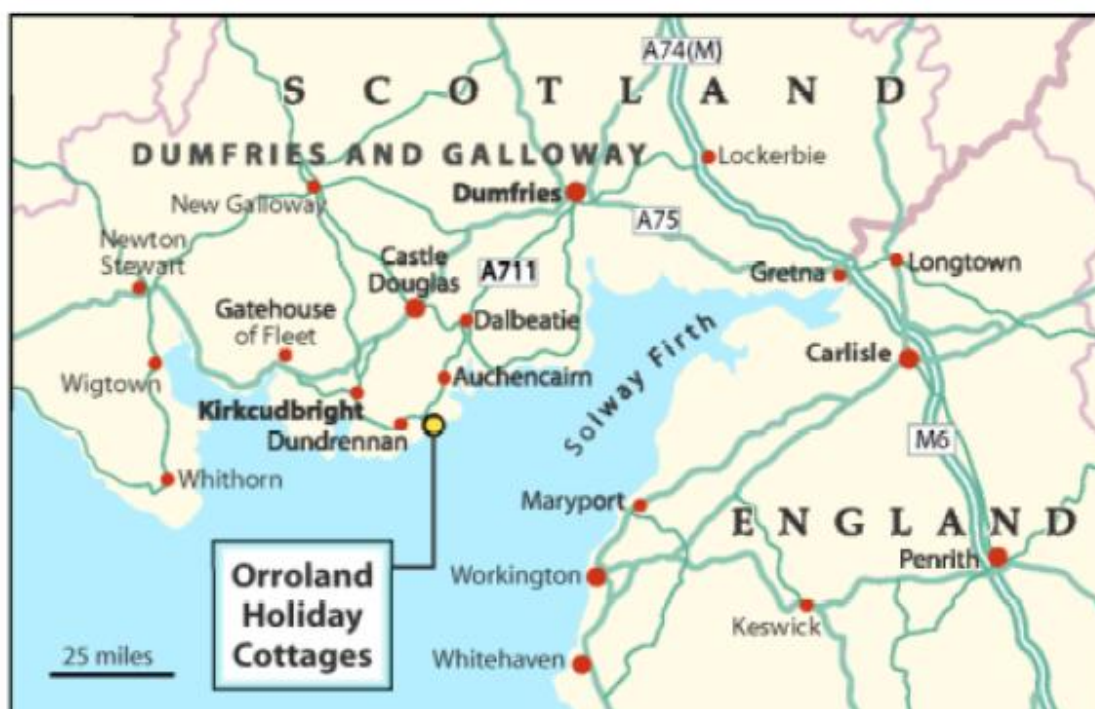 A74(M)
SCOTLAND
DUMFRIES AND GALLOWAY
Lockerbie
Dumfries
New Galloway
A75
Newton
Stewart
Castle
Douglas
A711
Gretna
Longtown
Gatehouse
of Fleet
Dalbeatie
Solway Firth
Carlisle
Wigtown
Auchencairn
Kirkcudbright
Dundrennan
M6
Whithorn
Maryport
ENGLAND
Penrith
Orroland
Holiday
Cottages
Workington
Keswick
25 miles
Whitehaven